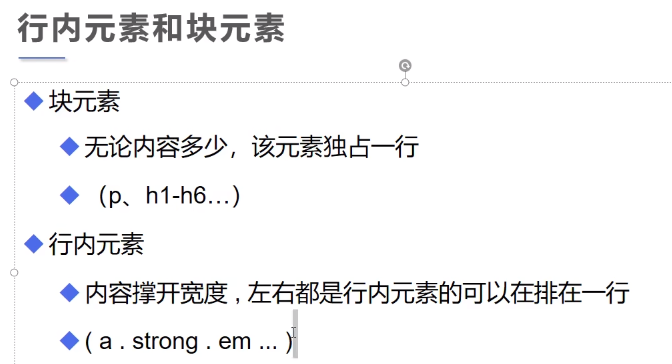 行内元素和块元素
块元素
无论内容多少，该元素独占一行
（p、h1-h6…）
行内元素
内容撑开宽度 , 左右都是行内元素的可以在排在一行
( a . strong . em ... )